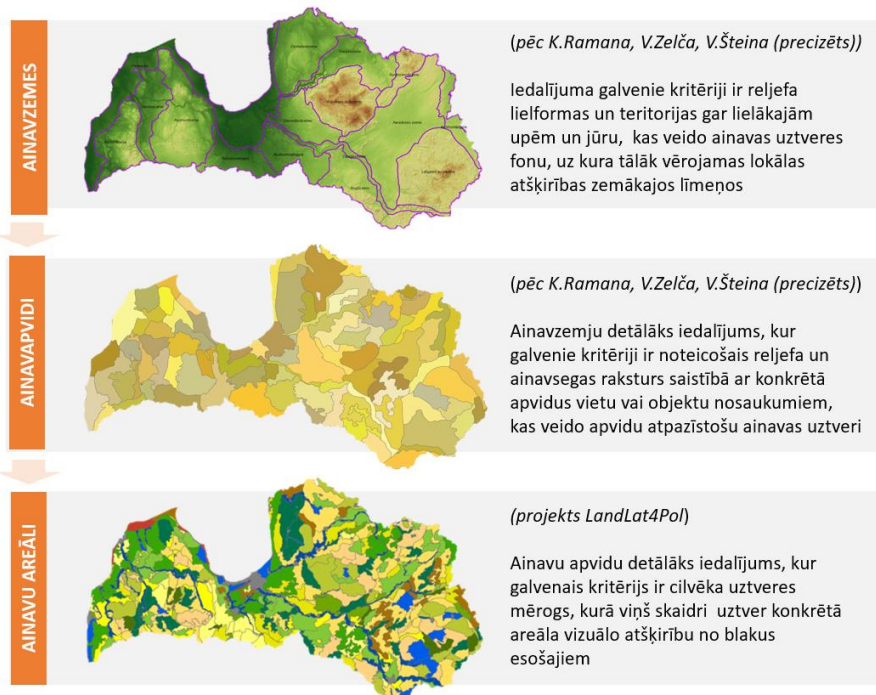 AINAVZEMES
(pēc K.Ramana, V.Zelča, V.Šteina (precizēts))
Iedalījuma galvenie kritēriji ir reljefa
lielformas un teritorijas gar lielākajām
upēm un jūru, kas veido ainavas uztveres
fonu, uz kura tālāk vērojamas lokālas
atšķirības zemākajos līmeņos
AINAVAPVIDI
(pēc K.Ramana, V.Zelča, V.Šteina (precizēts))
Ainavzemju detālāks iedalījums, kur
galvenie kritēriji ir noteicošais reljefa un
ainavsegas raksturs saistībā ar konkrētā
apvidus vietu vai objektu nosaukumiem,
kas veido apvidu atpazīstošu ainavas uztveri
AINAVU AREĀLI
(projekts LandLat4Pol)
Ainavu apvidu detālāks iedalījums, kur
galvenais kritērijs ir cilvēka uztveres
mērogs, kurā viņš skaidri uztver konkrētā
areāla vizuālo atšķirību no blakus
esošajiem